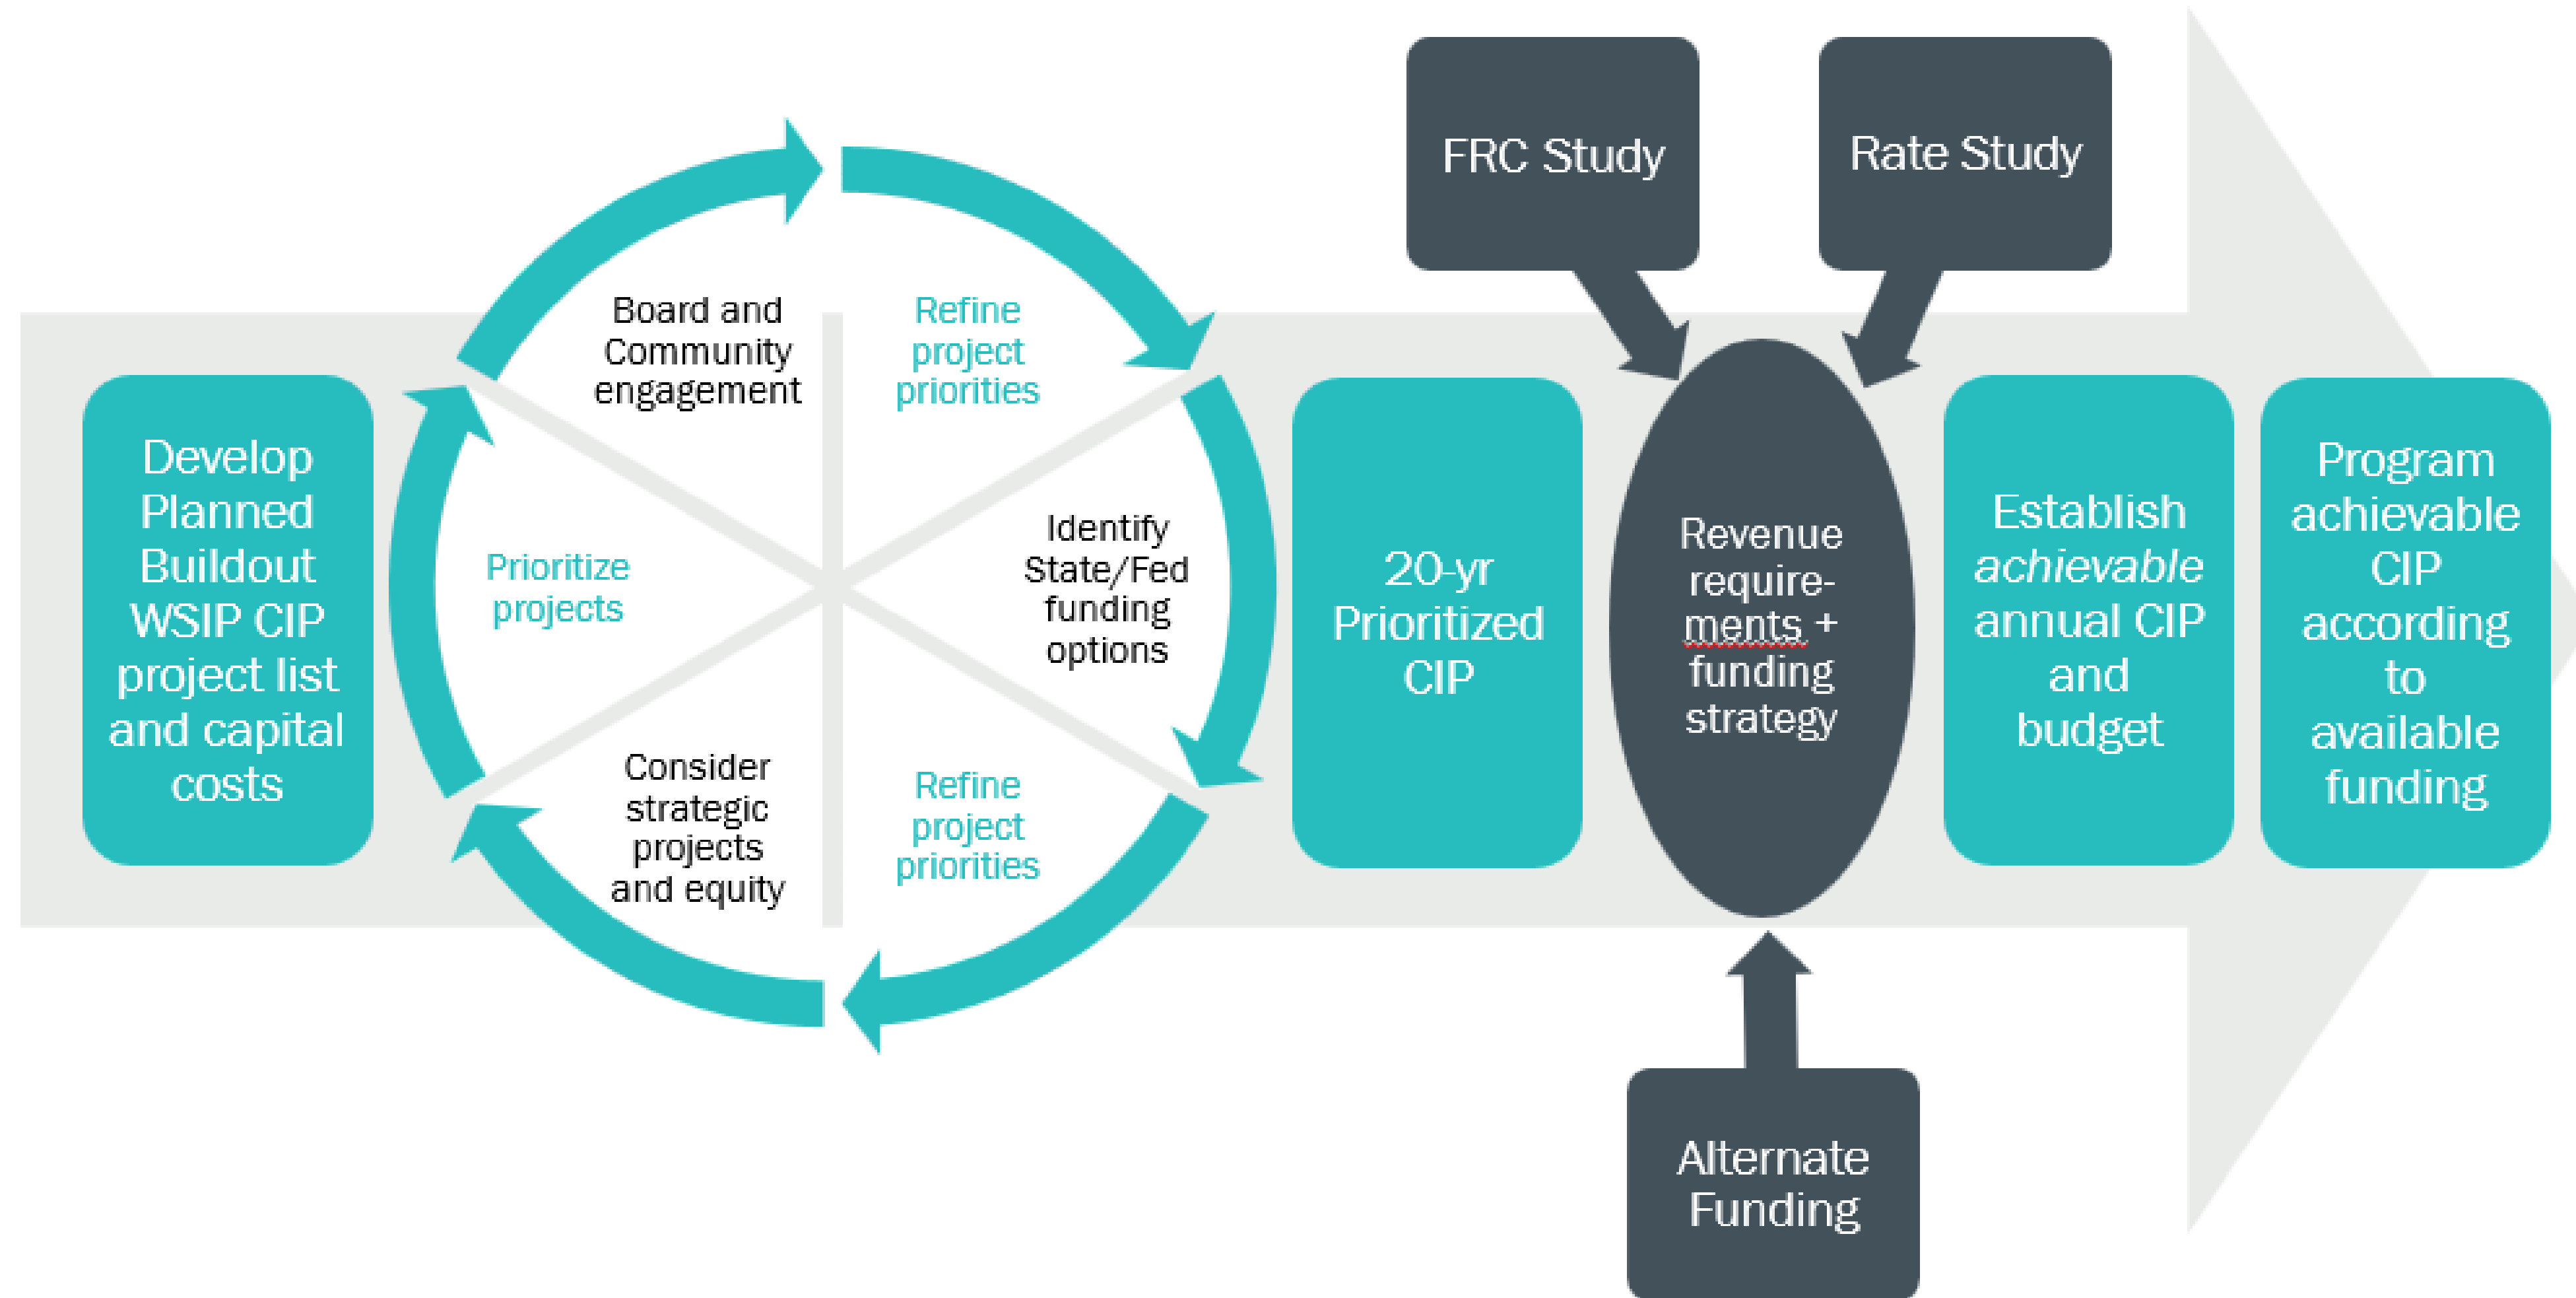 Develop
Planned
Buildout
WSIP CIP
project list
and capital
costs
Board and
Community
engagement
Refine
project
priorities
Identify
State/Fed
funding
options
Refine
project
priorities
Consider
strategic
projects
and equity
Prioritize
projects
20-yr
Prioritized
CIP
FRC Study
Rate Study
Revenue
require-
ments +
funding
strategy
Alternate
Funding
Establish
achievable
annual CIP
and
budget
Program
achievable
CIP
according
to
available
funding